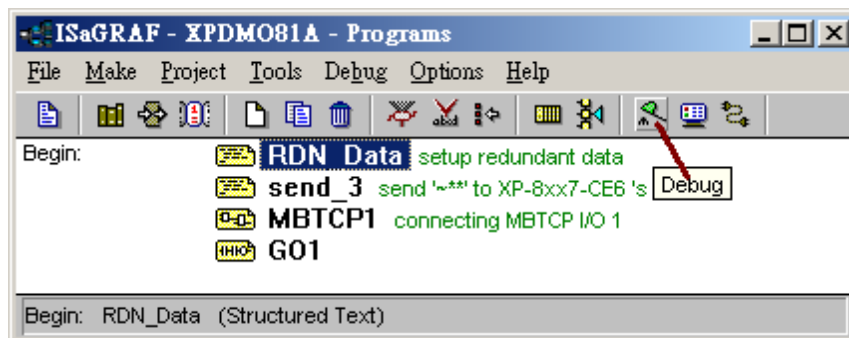 ISaGRAF - XPDMO81A - Programs
File Make Project Tools Debug Options Help
Begin:
RDN_Data setup redundant data
send_3 send '~**' to XP-8xx7-CE6 's
Debug
MBTCP1 connecting MBTCP I/O 1
GO1
Begin: RDN_Data (Structured Text)